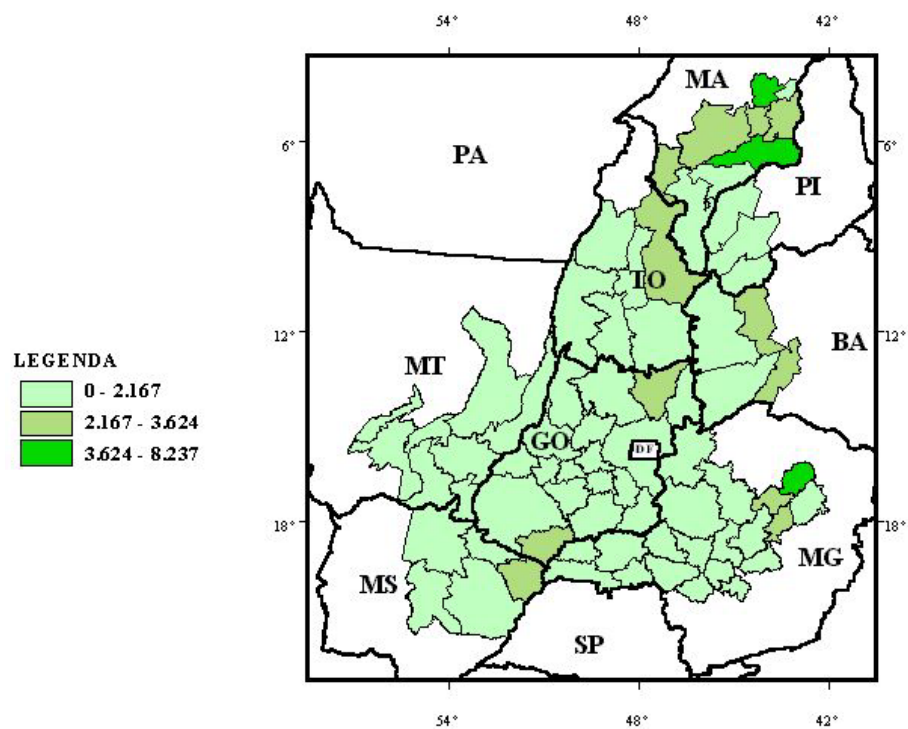 54° 48° 42°
MA
6° 6°
PA
PI
TO
12° 12°
BA
LEGENDA
MT
0 - 2.167
2.167 - 3.624
3.624 - 8.237
GO DF
18° 18°
MG
MS
SP
54° 48° 42°